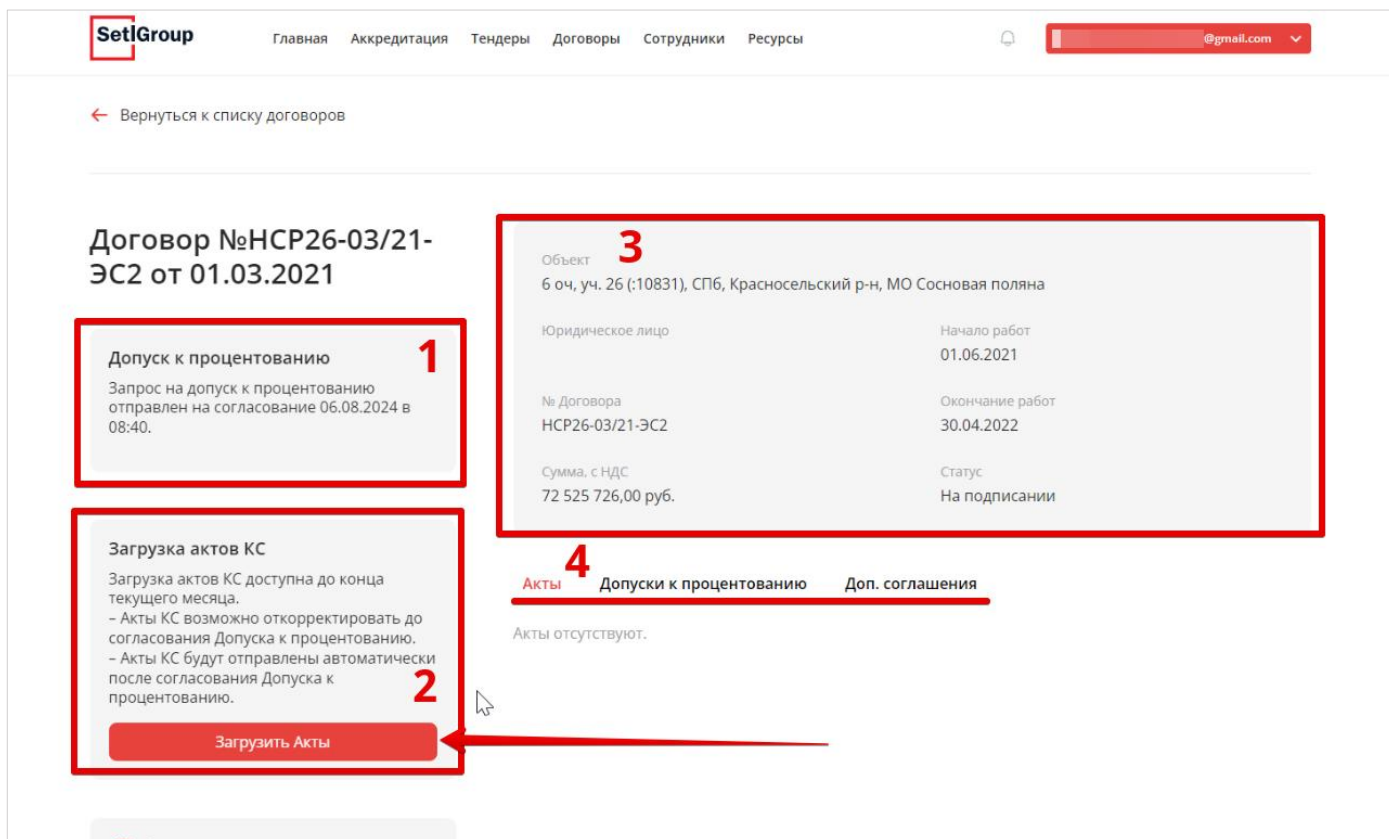 SetlGroup
Главная Аккредитация Тендеры Договоры Сотрудники Ресурсы
@gmail.com
← Вернуться к списку договоров
Договор №НСР26-03/21-
ЭС2 от 01.03.2021
1
Допуск к процентованию
Запрос на допуск к процентованию
отправлен на согласование 06.08.2024 в
08:40.
2
Загрузка актов КС
Загрузка актов КС доступна до конца
текущего месяца.
– Акты КС возможно откорректировать до
согласования Допуска к процентованию.
– Акты КС будут отправлены автоматически
после согласования Допуска к
процентованию.
Загрузить Акты
3
Объект
6 оч, уч. 26 (:10831), СПб, Красносельский р-н, МО Сосновая поляна
Юридическое лицо
Начало работ
01.06.2021
№ Договора
НСР26-03/21-ЭС2
Окончание работ
30.04.2022
Сумма, с НДС
72 525 726,00 руб.
Статус
На подписании
4
Акты Допуски к процентованию Доп. соглашения
Акты отсутствуют.